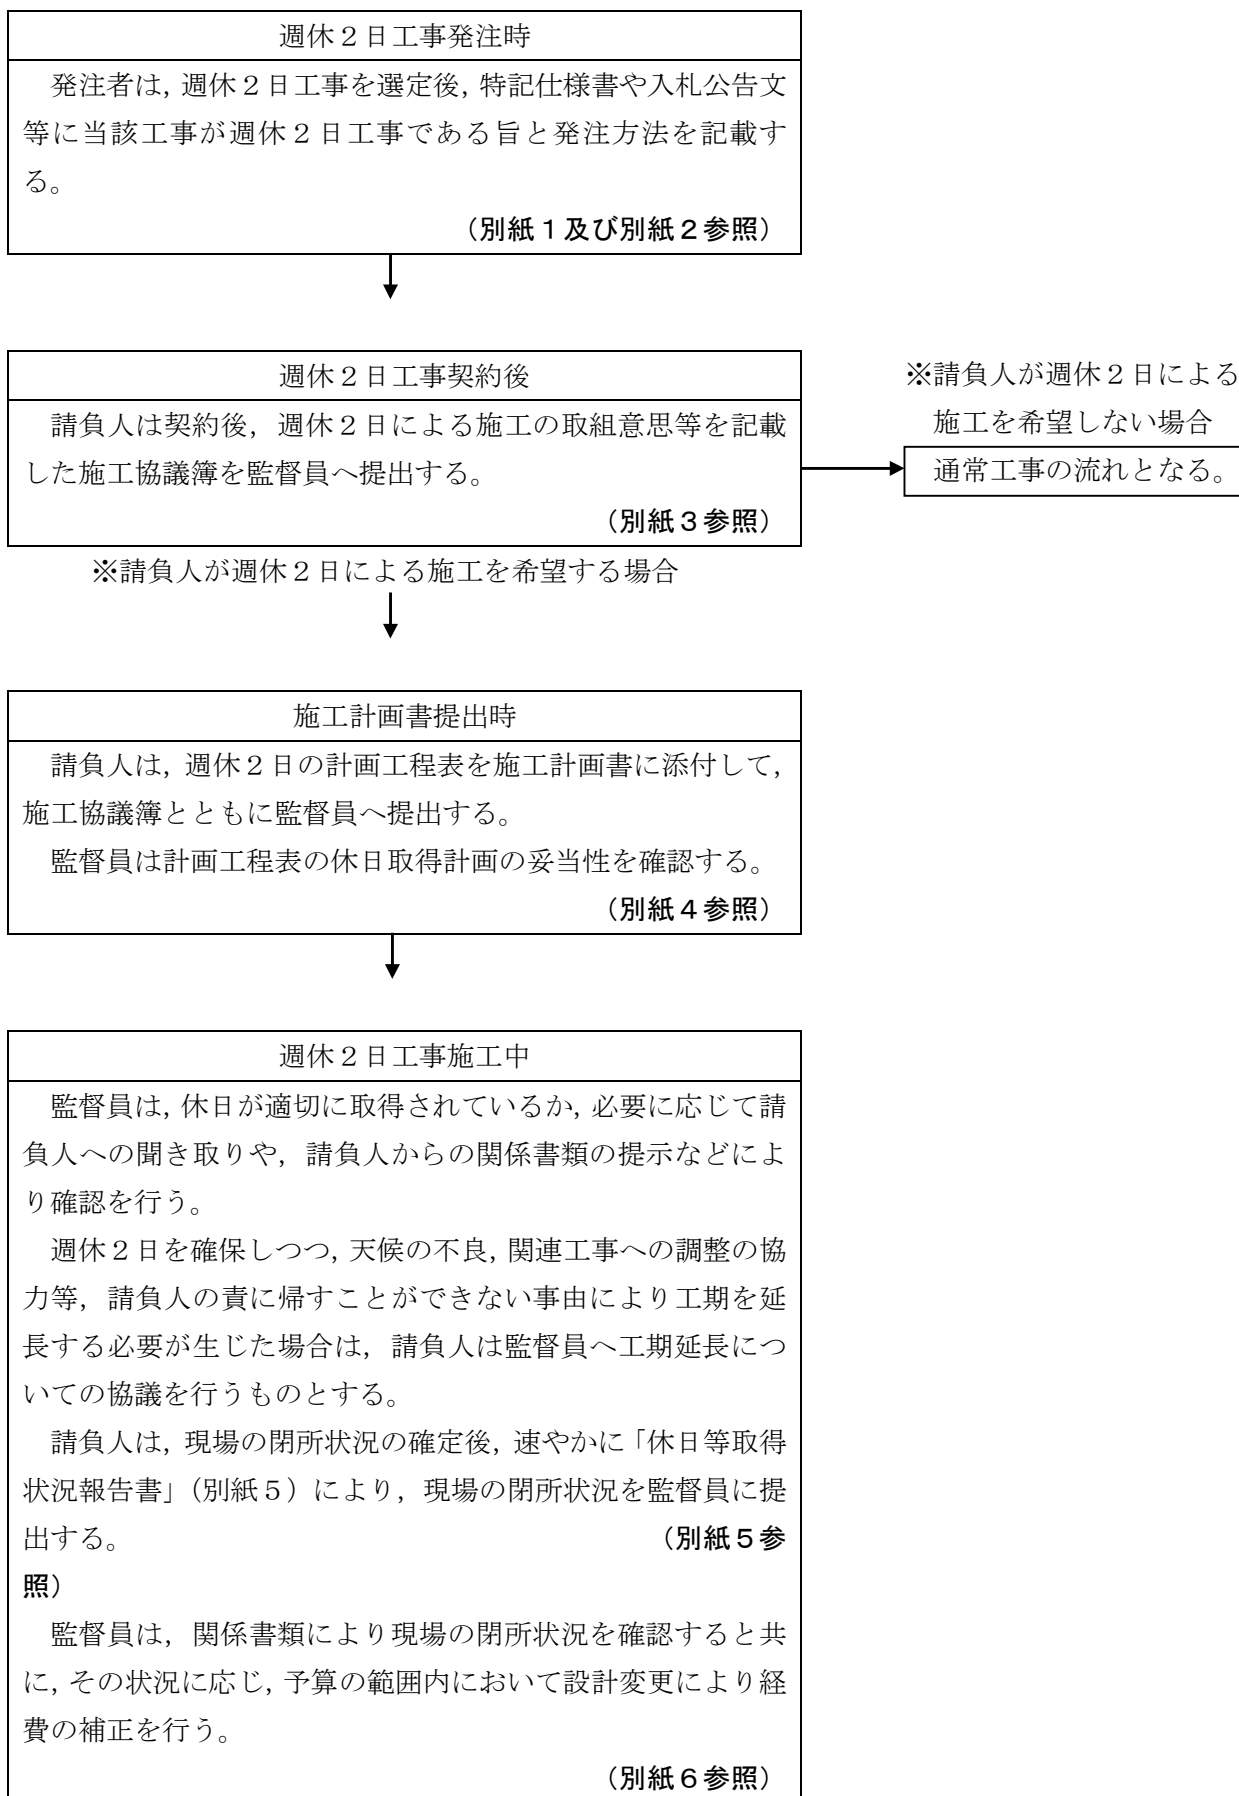 週休２日工事発注時
発注者は，週休２日工事を選定後，特記仕様書や入札公告文
等に当該工事が週休２日工事である旨と発注方法を記載す
る。
（別紙１及び別紙２参照）
週休２日工事契約後
請負人は契約後，週休２日による施工の取組意思等を記載
した施工協議簿を監督員へ提出する。
（別紙３参照）
※請負人が週休２日による
施工を希望しない場合
通常工事の流れとなる。
※請負人が週休２日による施工を希望する場合
施工計画書提出時
請負人は，週休２日の計画工程表を施工計画書に添付して，
施工協議簿とともに監督員へ提出する。
監督員は計画工程表の休日取得計画の妥当性を確認する。
（別紙４参照）
週休２日工事施工中
監督員は，休日が適切に取得されているか，必要に応じて請
負人への聞き取りや，請負人からの関係書類の提示などによ
り確認を行う。
週休２日を確保しつつ，天候の不良，関連工事への調整の協
力等，請負人の責に帰すことができない事由により工期を延
長する必要が生じた場合は，請負人は監督員へ工期延長につ
いての協議を行うものとする。
請負人は，現場の閉所状況の確定後，速やかに「休日等取得
状況報告書」（別紙５）により，現場の閉所状況を監督員に提
出する。　（別紙５参
照）
監督員は，関係書類により現場の閉所状況を確認すると共
に，その状況に応じ，予算の範囲内において設計変更により経
費の補正を行う。
（別紙６参照）